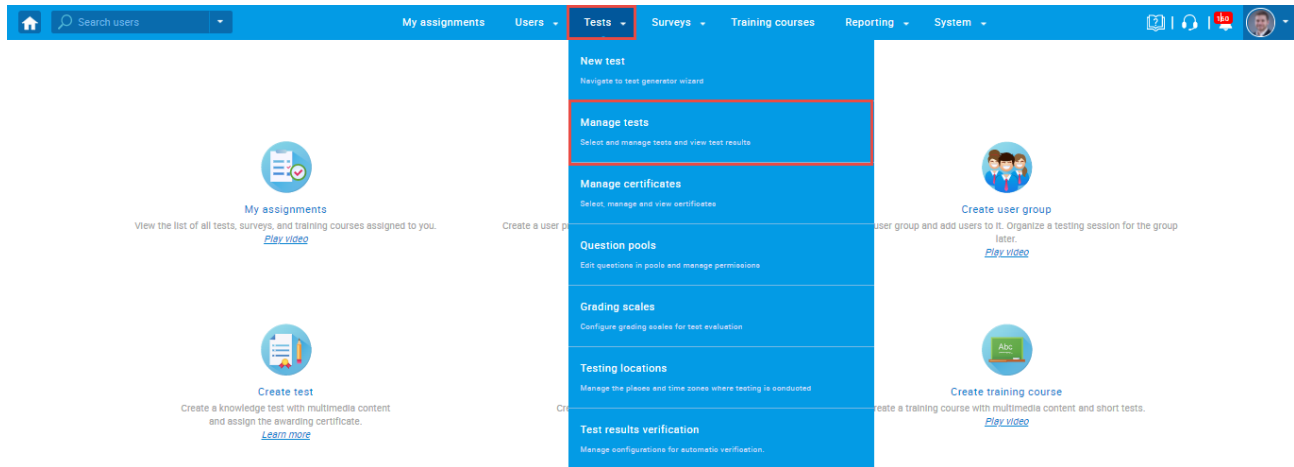 Search users
My assignments Users Tests Surveys Training courses Reporting System
New test
Navigate to test generator wizard
Manage tests
Select and manage tests and view test results
Manage certificates
Select, manage and view certificates
Question pools
Edit questions in pools and manage permissions
Grading scales
Configure grading scales for test evaluation
Testing locations
Manage the places and time zones where testing is conducted
Test results verification
Manage configurations for automatic verification.
My assignments
View the list of all tests, surveys, and training courses assigned to you.
Play video
Create a user
Create user group
user group and add users to it. Organize a testing session for the group
later.
Play video
Create test
Create a knowledge test with multimedia content
and assign the awarding certificate.
Learn more
Abc
Create training course
create a training course with multimedia content and short tests.
Play video